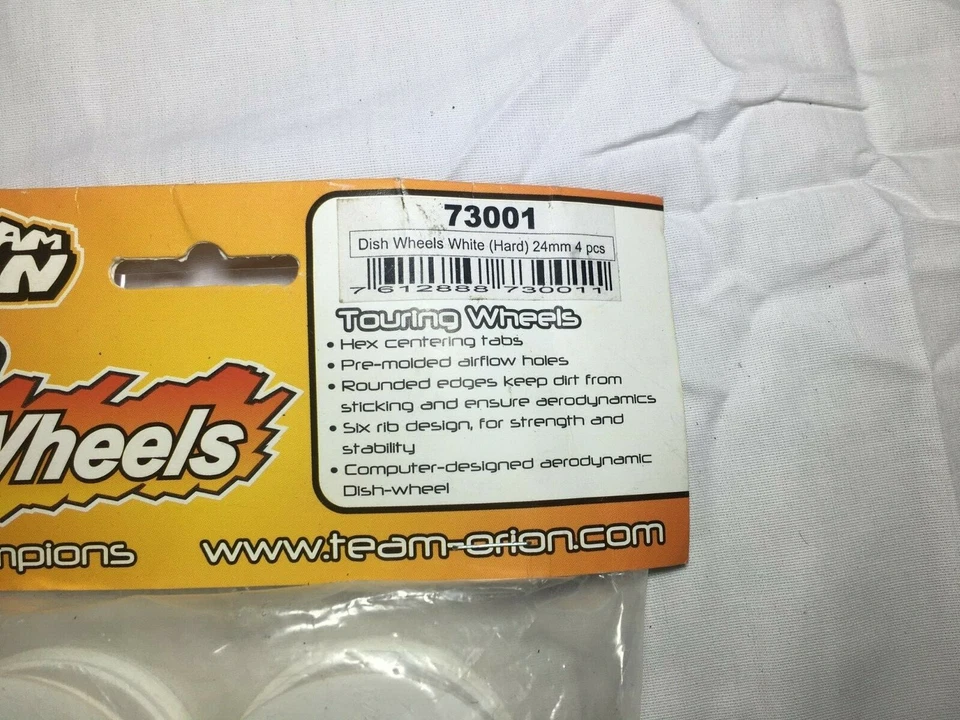 73001
Dish Wheels White (Hard) 24mm 4 pcs
7 612888 730011
Touring Wheels
• Hex centering tabs
• Pre-molded airflow holes
• Rounded edges keep dirt from
sticking and ensure aerodynamics
• Six rib design, for strength and
stability
• Computer-designed aerodynamic
Dish-wheel
Wheels
www.team-orion.com